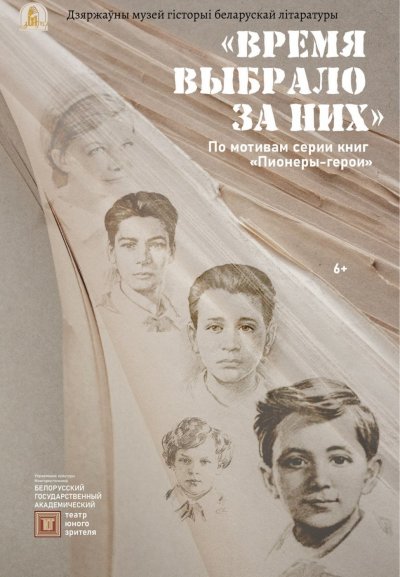 Дзяржаўны музей гісторыі беларускай літаратуры
«ВРЕМЯ
ВЫБРАЛО
ЗА НИХ»
По мотивам серии книг
«Пионеры-герои»
6+
БЕЛОРУССКИЙ
ГОСУДАРСТВЕННЫЙ
АКАДЕМИЧЕСКИЙ
театр
юного
зрителя